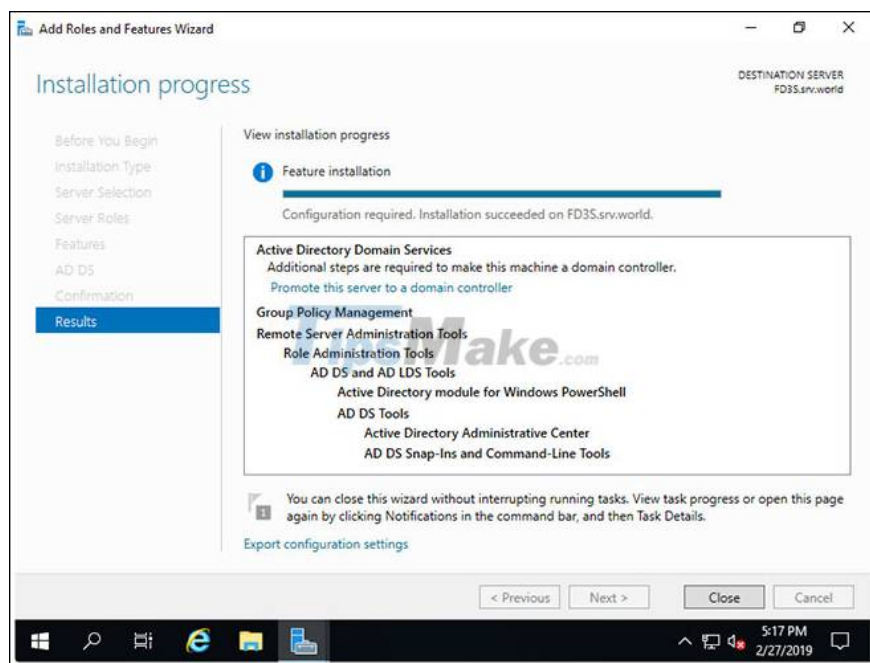 Add Roles and Features Wizard
Installation progress
DESTINATION SERVER
FD3S.srv.world
Before You Begin
Installation Type
Server Selection
Server Roles
Features
AD DS
Confirmation
Results
View installation progress
Feature installation
Configuration required. Installation succeeded on FD3S.srv.world.
Active Directory Domain Services
Additional steps are required to make this machine a domain controller.
Promote this server to a domain controller
Group Policy Management
Remote Server Administration Tools
Role Administration Tools
AD DS and AD LDS Tools
Active Directory module for Windows PowerShell
AD DS Tools
Active Directory Administrative Center
AD DS Snap-Ins and Command-Line Tools
TipsMake.com
1
You can close this wizard without interrupting running tasks. View task progress or open this page
again by clicking Notifications in the command bar, and then Task Details.
Export configuration settings
< Previous
Next >
Close
Cancel
5:17 PM
2/27/2019